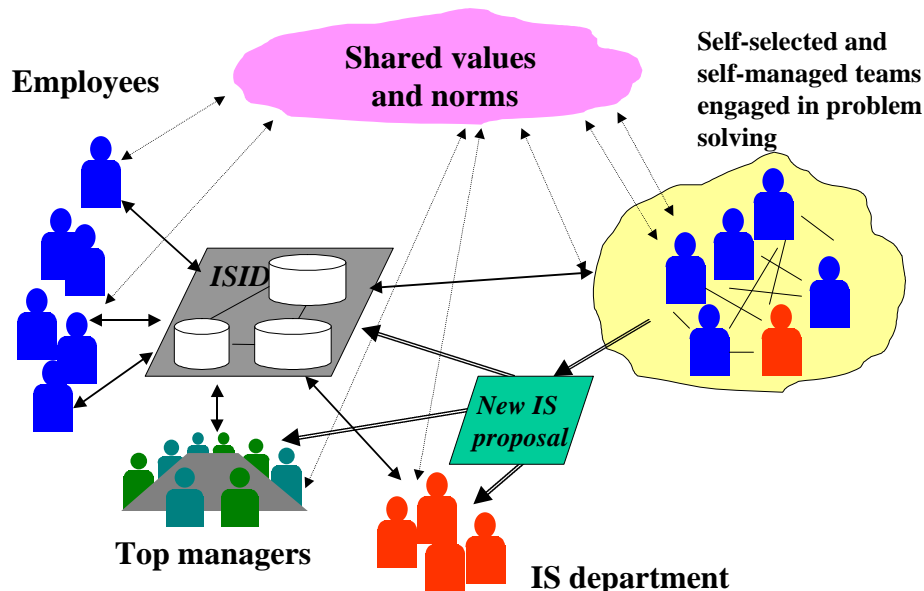 Shared values
and norms
Self-selected and
self-managed teams
engaged in problem
solving
Employees
ISID
New IS
proposal
Top managers
IS department